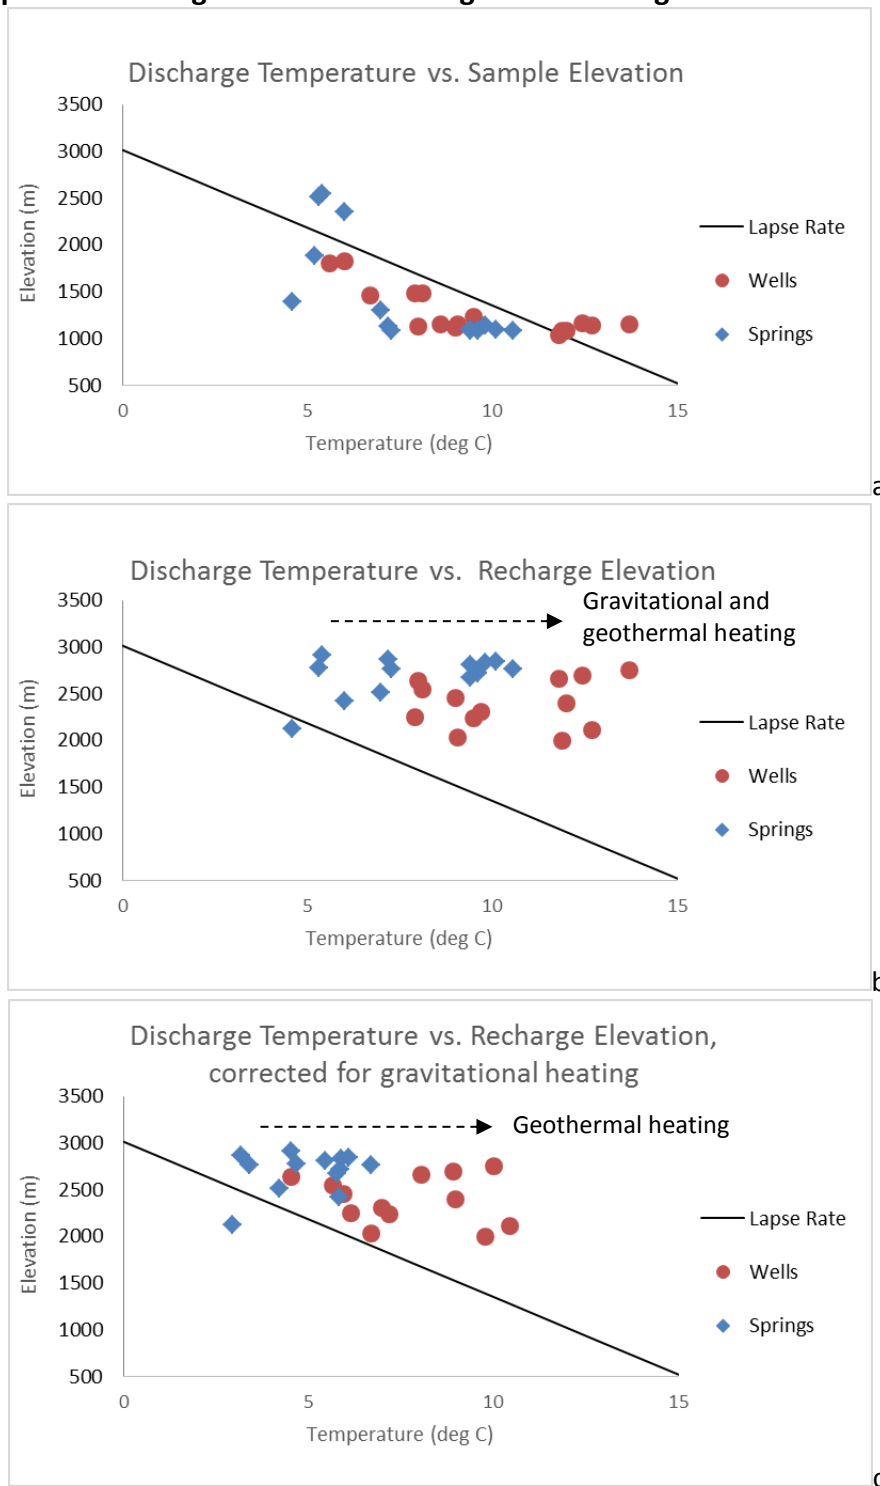 Discharge Temperature vs. Sample Elevation
3500
3000
2500
2000
1500
1000
500
Elevation (m)
0 5 10 15
Temperature (deg C)
Lapse Rate
Wells
Springs
a
Discharge Temperature vs. Recharge Elevation
Gravitational and
geothermal heating
3500
3000
2500
2000
1500
1000
500
Elevation (m)
0 5 10 15
Temperature (deg C)
Lapse Rate
Wells
Springs
b
Discharge Temperature vs. Recharge Elevation,
corrected for gravitational heating
Geothermal heating
3500
3000
2500
2000
1500
1000
500
Elevation (m)
0 5 10 15
Temperature (deg C)
Lapse Rate
Wells
Springs